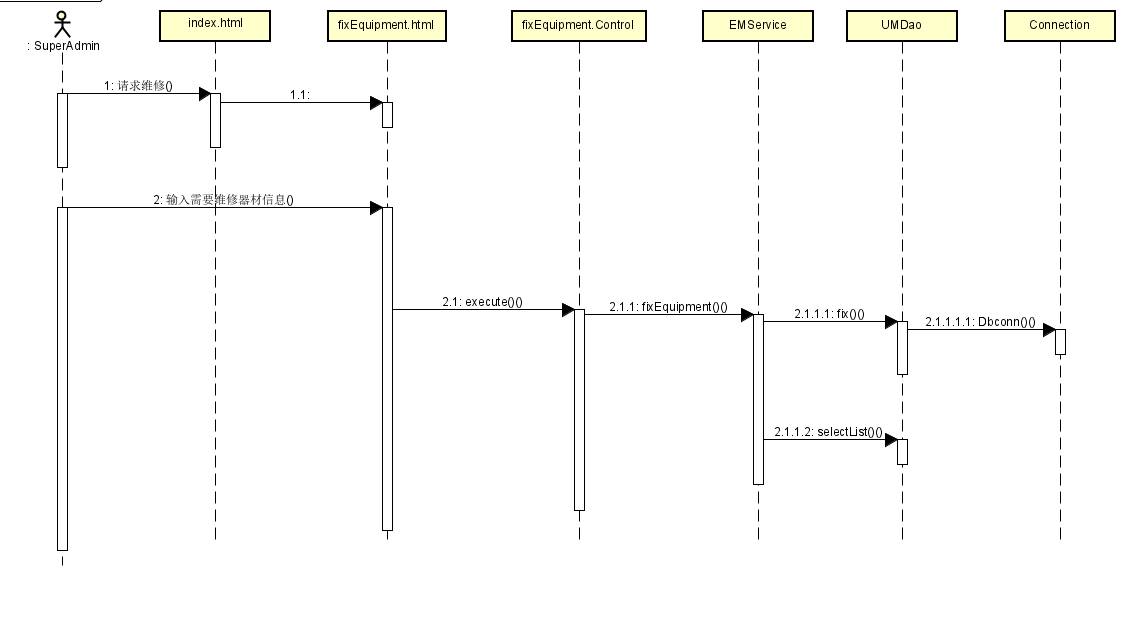 index.html
fixEquipment.html
fixEquipment.Control
EMService
UMDao
Connection
: SuperAdmin
1: 请求维修()
1.1:
2: 输入需要维修器材信息()
2.1: execute()()
2.1.1: fixEquipment()()
2.1.1.1: fix()()
2.1.1.1.1: Dbconn()()
2.1.1.2: selectList()()